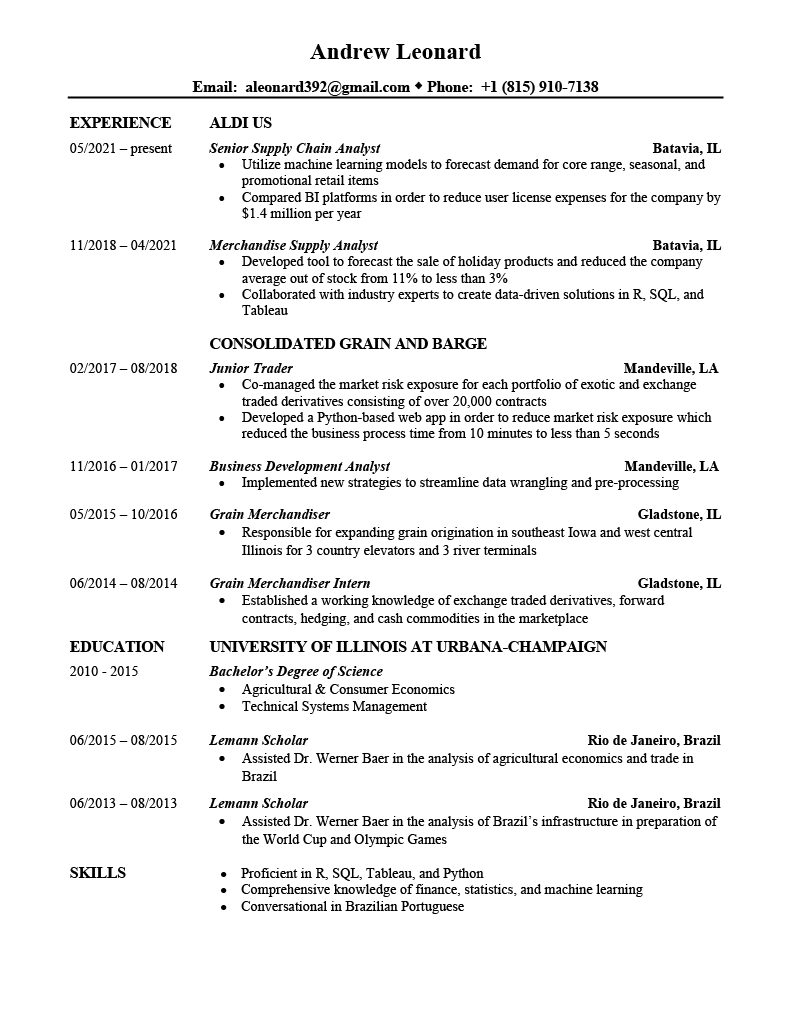 Andrew Leonard
Email: aleonard392@gmail.com ◆ Phone: +1 (815) 910-7138
EXPERIENCE ALDI US
05/2021 – present Senior Supply Chain Analyst Batavia, IL
• Utilize machine learning models to forecast demand for core range, seasonal, and
promotional retail items
• Compared BI platforms in order to reduce user license expenses for the company by
$1.4 million per year
11/2018 – 04/2021 Merchandise Supply Analyst Batavia, IL
• Developed tool to forecast the sale of holiday products and reduced the company
average out of stock from 11% to less than 3%
• Collaborated with industry experts to create data-driven solutions in R, SQL, and
Tableau
CONSOLIDATED GRAIN AND BARGE
02/2017 – 08/2018 Junior Trader Mandeville, LA
• Co-managed the market risk exposure for each portfolio of exotic and exchange
traded derivatives consisting of over 20,000 contracts
• Developed a Python-based web app in order to reduce market risk exposure which
reduced the business process time from 10 minutes to less than 5 seconds
11/2016 – 01/2017 Business Development Analyst Mandeville, LA
• Implemented new strategies to streamline data wrangling and pre-processing
05/2015 – 10/2016 Grain Merchandiser Gladstone, IL
• Responsible for expanding grain origination in southeast Iowa and west central
Illinois for 3 country elevators and 3 river terminals
06/2014 – 08/2014 Grain Merchandiser Intern Gladstone, IL
• Established a working knowledge of exchange traded derivatives, forward
contracts, hedging, and cash commodities in the marketplace
EDUCATION UNIVERSITY OF ILLINOIS AT URBANA-CHAMPAIGN
2010 - 2015 Bachelor’s Degree of Science
• Agricultural & Consumer Economics
• Technical Systems Management
06/2015 – 08/2015 Lemann Scholar Rio de Janeiro, Brazil
• Assisted Dr. Werner Baer in the analysis of agricultural economics and trade in
Brazil
06/2013 – 08/2013 Lemann Scholar Rio de Janeiro, Brazil
• Assisted Dr. Werner Baer in the analysis of Brazil’s infrastructure in preparation of
the World Cup and Olympic Games
SKILLS • Proficient in R, SQL, Tableau, and Python
• Comprehensive knowledge of finance, statistics, and machine learning
• Conversational in Brazilian Portuguese